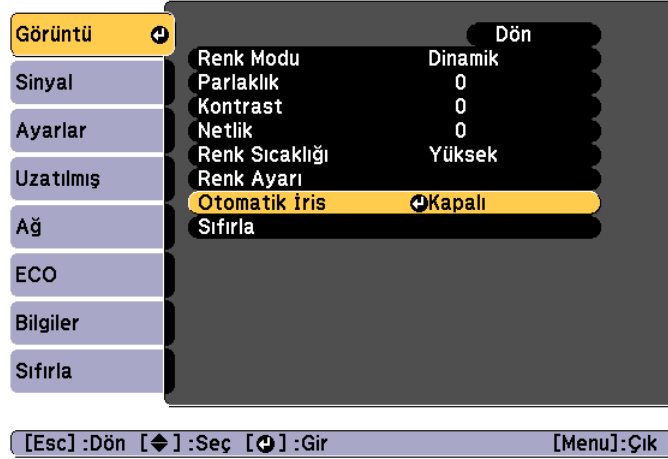 Görüntü
Sinyal
Ayarlar
Uzatılmış
Ağ
ECO
Bilgiler
Sıfırla
Dön
Renk Modu Dinamik
Parlaklık 0
Kontrast 0
Netlik 0
Renk Sıcaklığı Yüksek
Renk Ayarı
Otomatik İris Kapalı
Sıfırla
[Esc] :Dön [◆] :Seç [↵] :Gir [Menu]:Çık